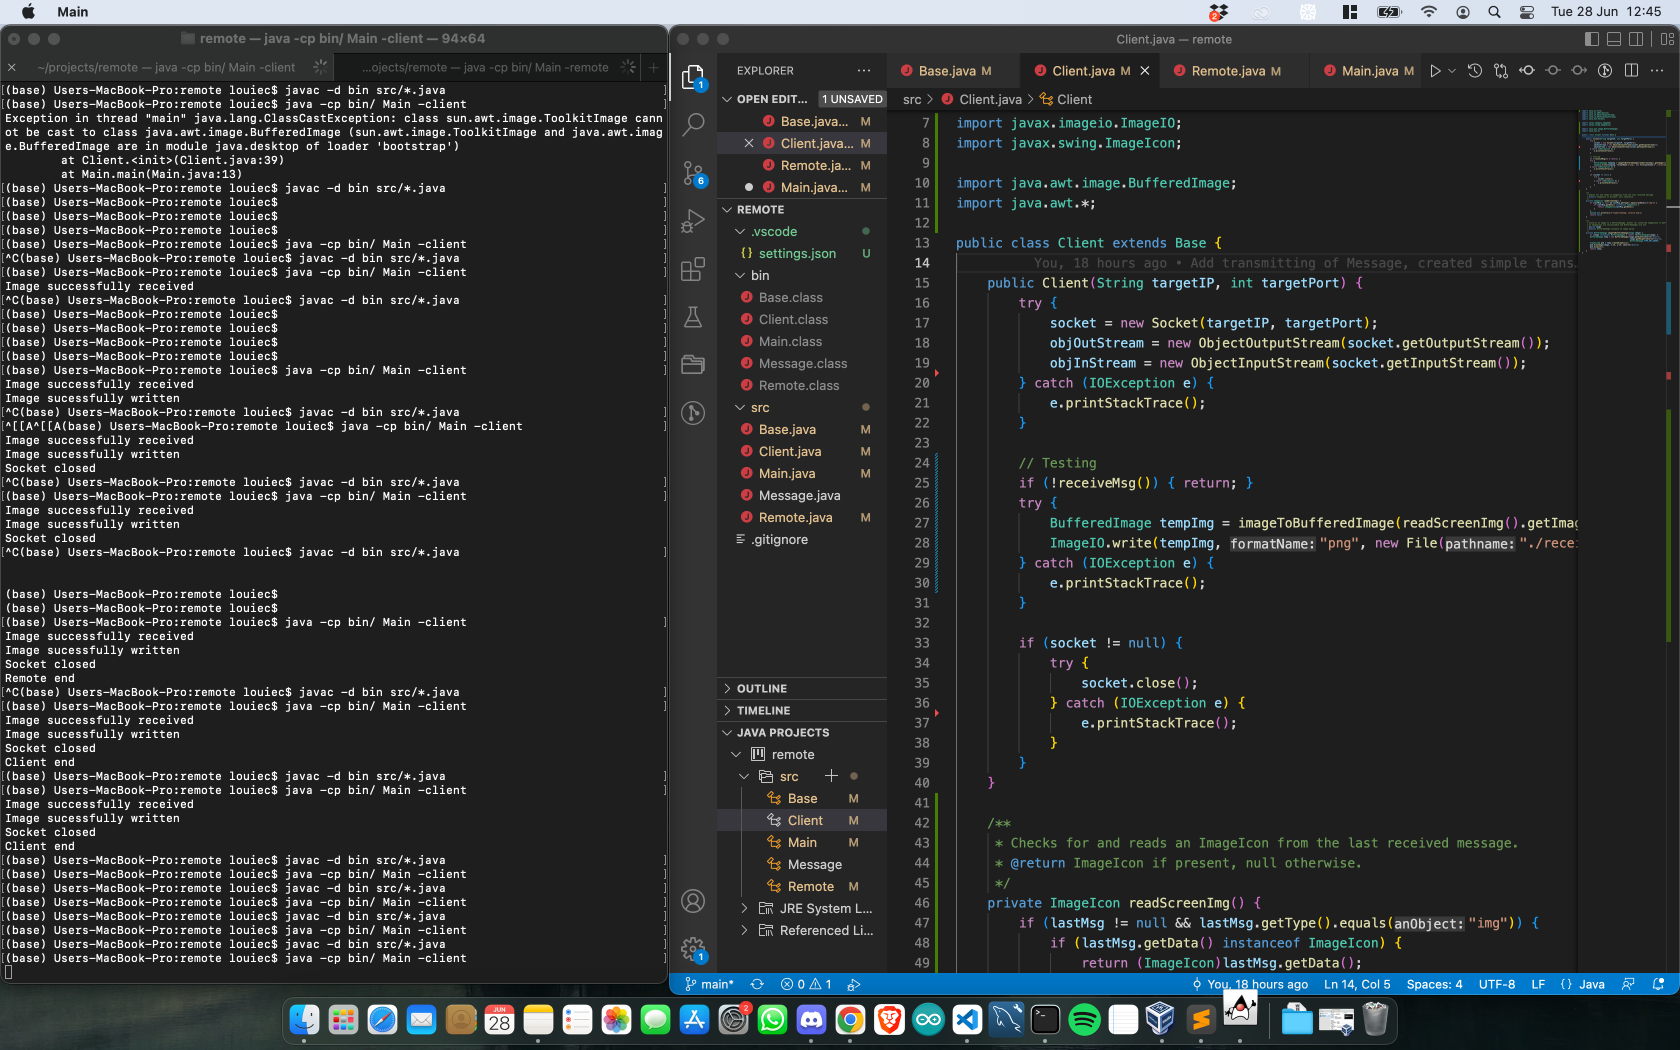 Main
Tue 28 Jun 12:45
remote — java -cp bin/ Main -client — 94×64
~/projects/remote — java -cp bin/ Main -client
...ojects/remote — java -cp bin/ Main -remote
[(base) Users-MacBook-Pro:remote louiec$ javac -d bin src/*.java ]
[(base) Users-MacBook-Pro:remote louiec$ java -cp bin/ Main -client ]
Exception in thread "main" java.lang.ClassCastException: class sun.awt.image.ToolkitImage cann
ot be cast to class java.awt.image.BufferedImage (sun.awt.image.ToolkitImage and java.awt.imag
e.BufferedImage are in module java.desktop of loader 'bootstrap')
at Client.<init>(Client.java:39)
at Main.main(Main.java:13)
[(base) Users-MacBook-Pro:remote louiec$ javac -d bin src/*.java ]
[(base) Users-MacBook-Pro:remote louiec$ ]
[(base) Users-MacBook-Pro:remote louiec$ ]
[(base) Users-MacBook-Pro:remote louiec$ ]
[(base) Users-MacBook-Pro:remote louiec$ java -cp bin/ Main -client ]
[^C(base) Users-MacBook-Pro:remote louiec$ javac -d bin src/*.java ]
[(base) Users-MacBook-Pro:remote louiec$ java -cp bin/ Main -client ]
Image successfully received
[^C(base) Users-MacBook-Pro:remote louiec$ javac -d bin src/*.java ]
[(base) Users-MacBook-Pro:remote louiec$ ]
[(base) Users-MacBook-Pro:remote louiec$ ]
[(base) Users-MacBook-Pro:remote louiec$ ]
[(base) Users-MacBook-Pro:remote louiec$ ]
[(base) Users-MacBook-Pro:remote louiec$ java -cp bin/ Main -client ]
Image successfully received
Image sucessfully written
[^C(base) Users-MacBook-Pro:remote louiec$ javac -d bin src/*.java ]
[^[[A^[[A(base) Users-MacBook-Pro:remote louiec$ java -cp bin/ Main -client ]
Image successfully received
Image sucessfully written
Socket closed
[^C(base) Users-MacBook-Pro:remote louiec$ javac -d bin src/*.java ]
[(base) Users-MacBook-Pro:remote louiec$ java -cp bin/ Main -client ]
Image successfully received
Image sucessfully written
Socket closed
[^C(base) Users-MacBook-Pro:remote louiec$ javac -d bin src/*.java ]
(base) Users-MacBook-Pro:remote louiec$
[(base) Users-MacBook-Pro:remote louiec$ ]
[(base) Users-MacBook-Pro:remote louiec$ java -cp bin/ Main -client ]
Image successfully received
Image sucessfully written
Socket closed
Remote end
[^C(base) Users-MacBook-Pro:remote louiec$ javac -d bin src/*.java ]
[(base) Users-MacBook-Pro:remote louiec$ java -cp bin/ Main -client ]
Image successfully received
Image sucessfully written
Socket closed
Client end
[(base) Users-MacBook-Pro:remote louiec$ javac -d bin src/*.java ]
[(base) Users-MacBook-Pro:remote louiec$ java -cp bin/ Main -client ]
Image successfully received
Image sucessfully written
Socket closed
Client end
[(base) Users-MacBook-Pro:remote louiec$ javac -d bin src/*.java ]
[(base) Users-MacBook-Pro:remote louiec$ java -cp bin/ Main -client ]
[(base) Users-MacBook-Pro:remote louiec$ javac -d bin src/*.java ]
[(base) Users-MacBook-Pro:remote louiec$ java -cp bin/ Main -client ]
[(base) Users-MacBook-Pro:remote louiec$ javac -d bin src/*.java ]
[(base) Users-MacBook-Pro:remote louiec$ java -cp bin/ Main -client ]
[(base) Users-MacBook-Pro:remote louiec$ javac -d bin src/*.java ]
[(base) Users-MacBook-Pro:remote louiec$ java -cp bin/ Main -client ]
Client.java — remote
1
6
1
EXPLORER
OPEN EDIT... 1 UNSAVED
Base.java... M
Client.java... M
Remote.ja... M
Main.java... M
REMOTE
.vscode
{} settings.json U
bin
Base.class
Client.class
Main.class
Message.class
Remote.class
src
Base.java M
Client.java M
Main.java M
Message.java
Remote.java M
.gitignore
OUTLINE
TIMELINE
JAVA PROJECTS
remote
src
Base M
Client M
Main M
Message
Remote M
JRE System L...
Referenced Li...
Base.java M
Client.java M
Remote.java M
Main.java M
src > Client.java > Client
7 import javax.imageio.ImageIO;
8 import javax.swing.ImageIcon;
9
10 import java.awt.image.BufferedImage;
11 import java.awt.*;
12
13 public class Client extends Base {
14 You, 18 hours ago • Add transmitting of Message, created simple trans…
15 public Client(String targetIP, int targetPort) {
16 try {
17 socket = new Socket(targetIP, targetPort);
18 objOutStream = new ObjectOutputStream(socket.getOutputStream());
19 objInStream = new ObjectInputStream(socket.getInputStream());
20 } catch (IOException e) {
21 e.printStackTrace();
22 }
23
24 // Testing
25 if (!receiveMsg()) { return; }
26 try {
27 BufferedImage tempImg = imageToBufferedImage(readScreenImg().getImag
28 ImageIO.write(tempImg, formatName: "png", new File(pathname: "./rece
29 } catch (IOException e) {
30 e.printStackTrace();
31 }
32
33 if (socket != null) {
34 try {
35 socket.close();
36 } catch (IOException e) {
37 e.printStackTrace();
38 }
39 }
40 }
41
42 /**
43 * Checks for and reads an ImageIcon from the last received message.
44 * @return ImageIcon if present, null otherwise.
45 */
46 private ImageIcon readScreenImg() {
47 if (lastMsg != null && lastMsg.getType().equals(anObject: "img")) {
48 if (lastMsg.getData() instanceof ImageIcon) {
49 return (ImageIcon)lastMsg.getData();
main* 0 1 You, 18 hours ago Ln 14, Col 5 Spaces: 4 UTF-8 LF {} Java
JUN
28
2